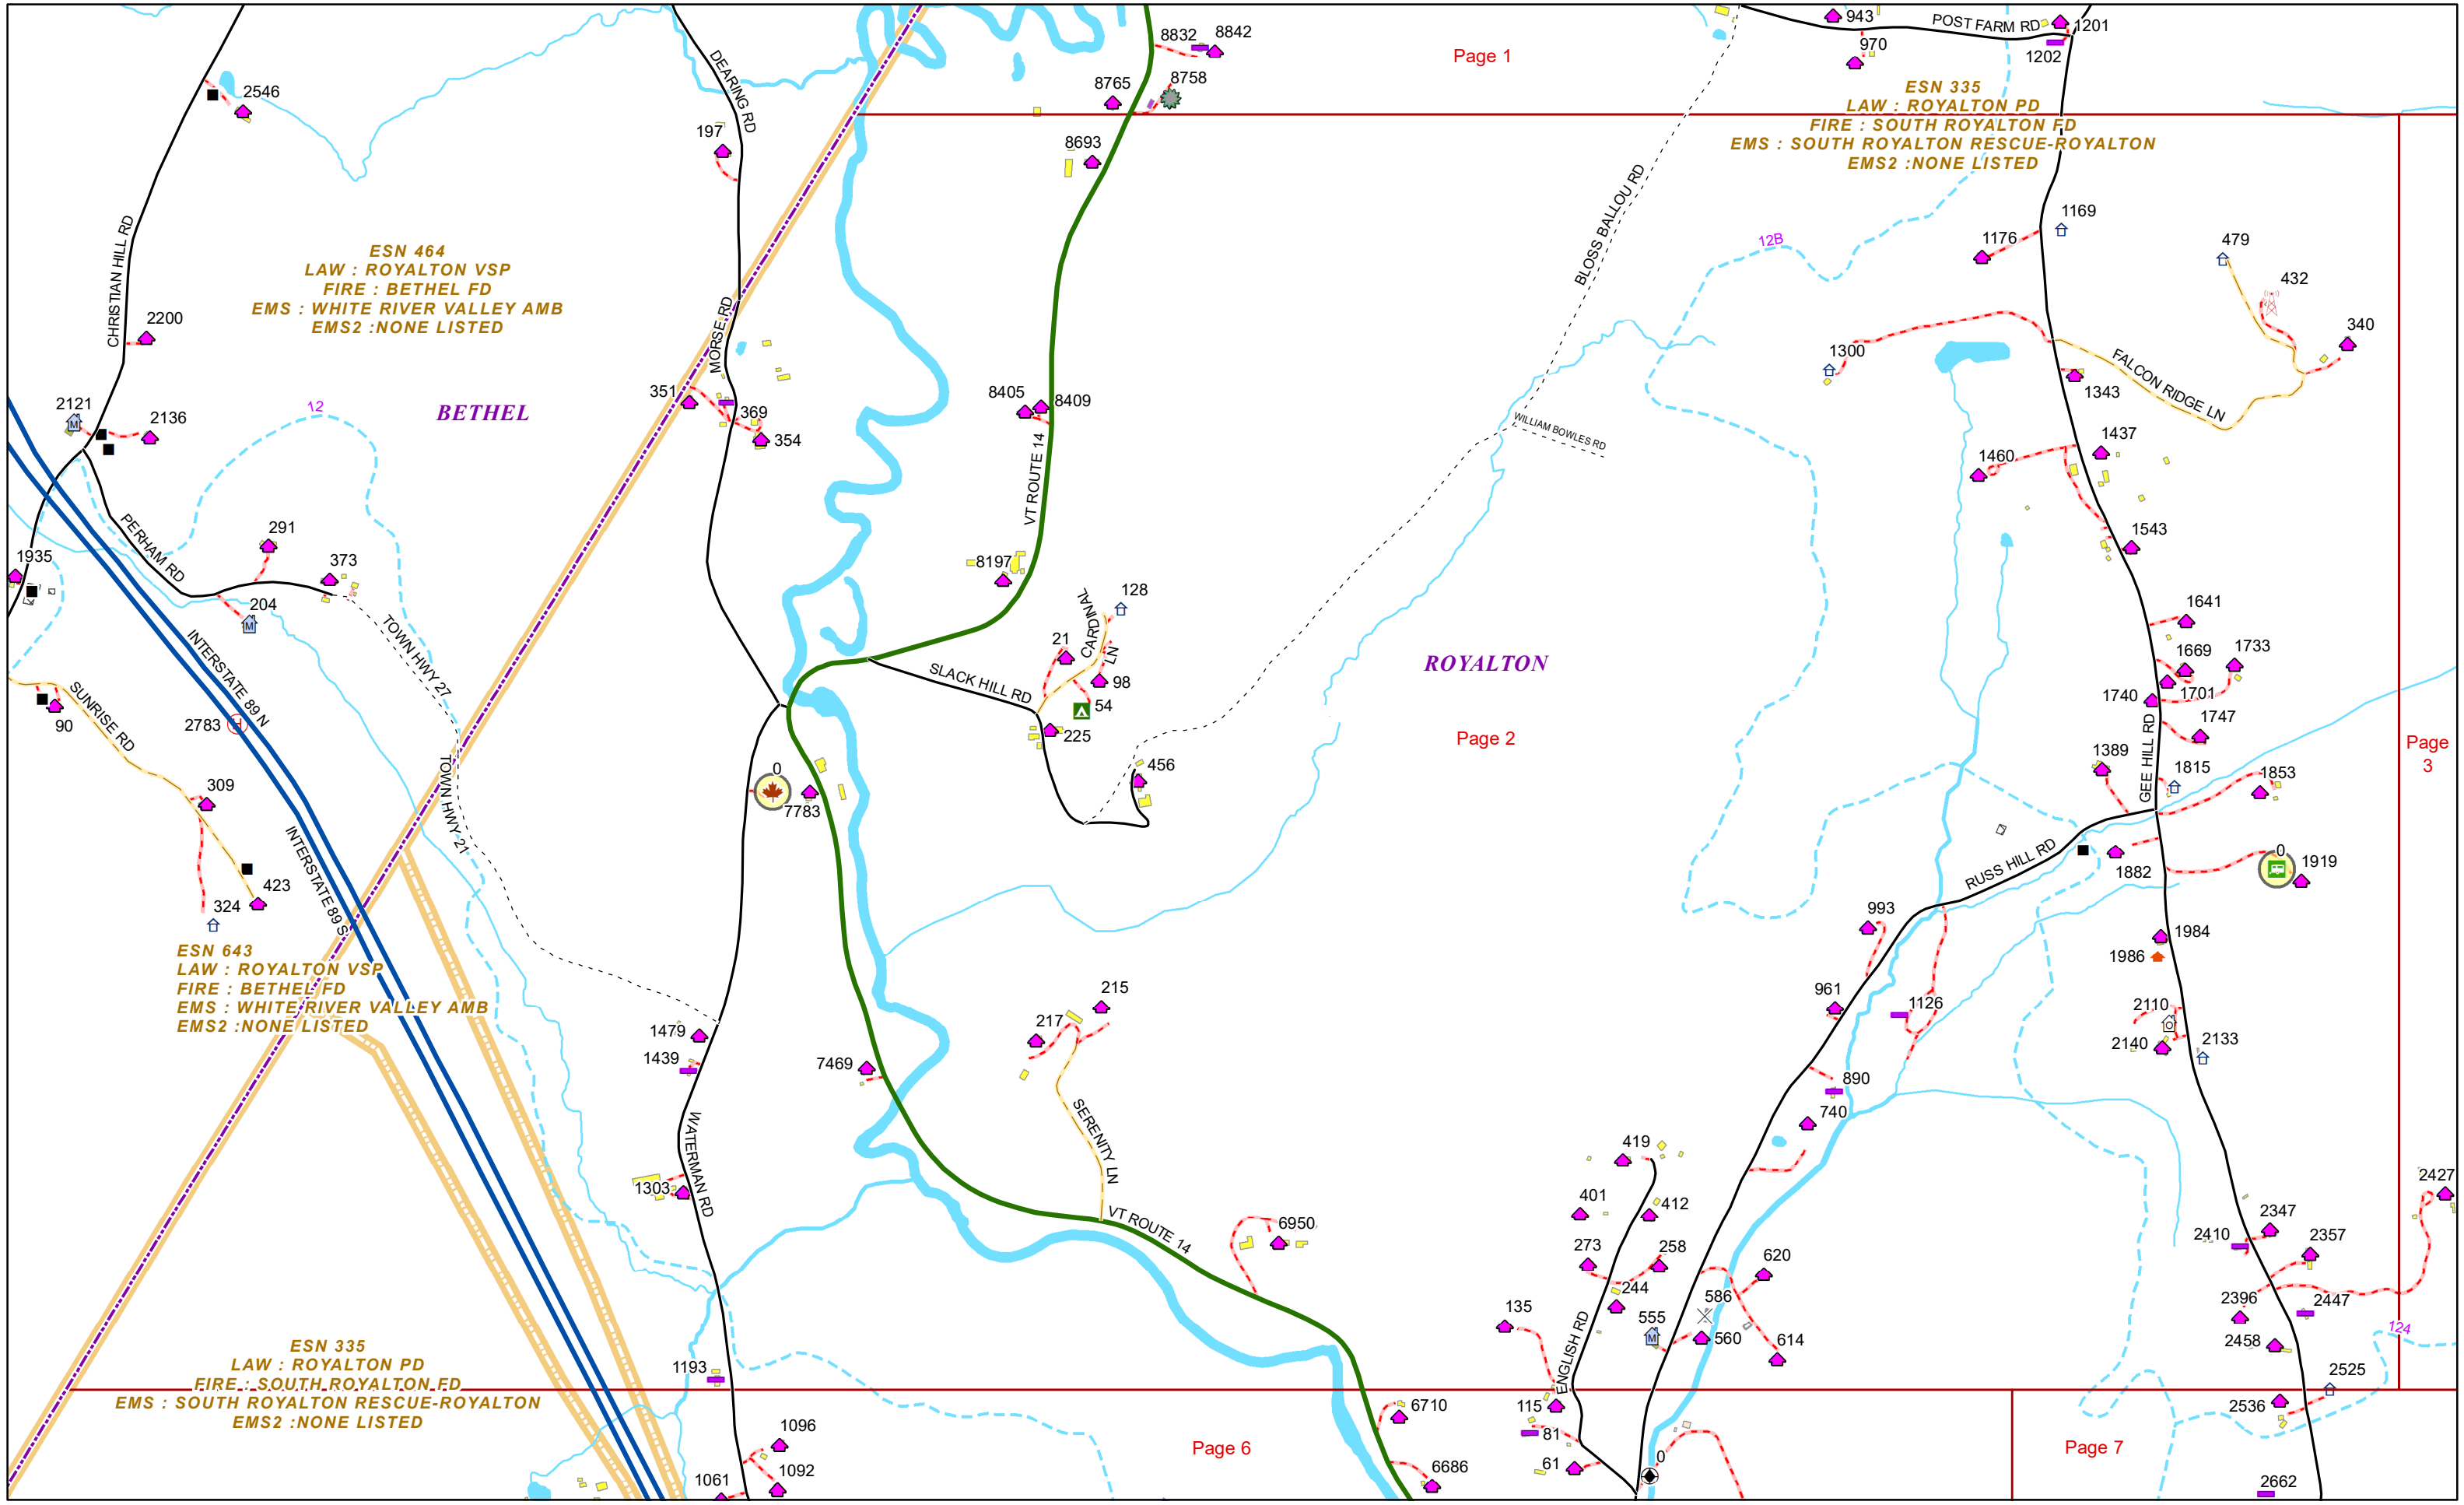 943
POST FARM RD
1201
8832
8842
970
1202
Page 1
DEARING RD
2546
8765
8758
ESN 335
LAW : ROYALTON PD
FIRE : SOUTH ROYALTON FD
EMS : SOUTH ROYALTON RESCUE-ROYALTON
EMS2 :NONE LISTED
197
8693
BLOSS BALLOU RD
1169
1176
12B
479
432
CHRISTIAN HILL RD
ESN 464
LAW : ROYALTON VSP
FIRE : BETHEL FD
EMS : WHITE RIVER VALLEY AMB
EMS2 :NONE LISTED
2200
MORSE RD
340
1300
FALCON RIDGE LN
1343
351
369
354
8405
8409
2121
2136
12
BETHEL
WILLIAM BOWLES RD
1437
1460
VT ROUTE 14
1543
PERHAM RD
291
373
1935
204
8197
128
CARDINAL
LN
21
98
54
225
SLACK HILL RD
TOWN HWY 27
INTERSTATE 89 N
1641
1669
1733
1701
1740
1747
ROYALTON
SUNRISE RD
90
2783
Page 2
Page
3
GEE HILL RD
1389
1815
1853
456
0
7783
TOWN HWY 21
309
INTERSTATE 89 S
RUSS HILL RD
1882
0
1919
423
324
993
1984
1986
ESN 643
LAW : ROYALTON VSP
FIRE : BETHEL FD
EMS : WHITE RIVER VALLEY AMB
EMS2 :NONE LISTED
215
217
961
1126
2110
2140
2133
1479
1439
7469
890
740
SERENITY LN
WATERMAN RD
1303
419
401
412
2427
VT ROUTE 14
6950
2347
2410
2357
273
258
620
244
586
2396
2447
135
555
560
614
2458
124
ENGLISH RD
ESN 335
LAW : ROYALTON PD
FIRE : SOUTH ROYALTON FD
EMS : SOUTH ROYALTON RESCUE-ROYALTON
EMS2 :NONE LISTED
1193
2525
2536
6710
115
81
1096
Page 6
Page 7
61
0
1061
1092
6686
2662